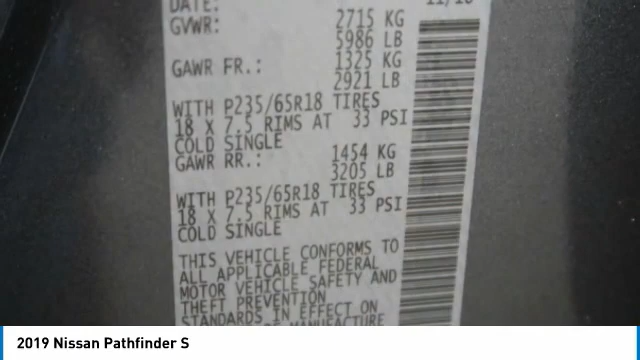 DATE:
GVWR: 2715 KG
5986 LB
GAWR FR.: 1325 KG
2921 LB
WITH P235/65R18 TIRES
18 X 7.5 RIMS AT 33 PSI
COLD SINGLE
GAWR RR.: 1454 KG
3205 LB
WITH P235/65R18 TIRES
18 X 7.5 RIMS AT 33 PSI
COLD SINGLE
THIS VEHICLE CONFORMS TO
ALL APPLICABLE FEDERAL
MOTOR VEHICLE SAFETY AND
THEFT PREVENTION
STANDARDS IN EFFECT ON
MANUFACTURE
2019 Nissan Pathfinder S